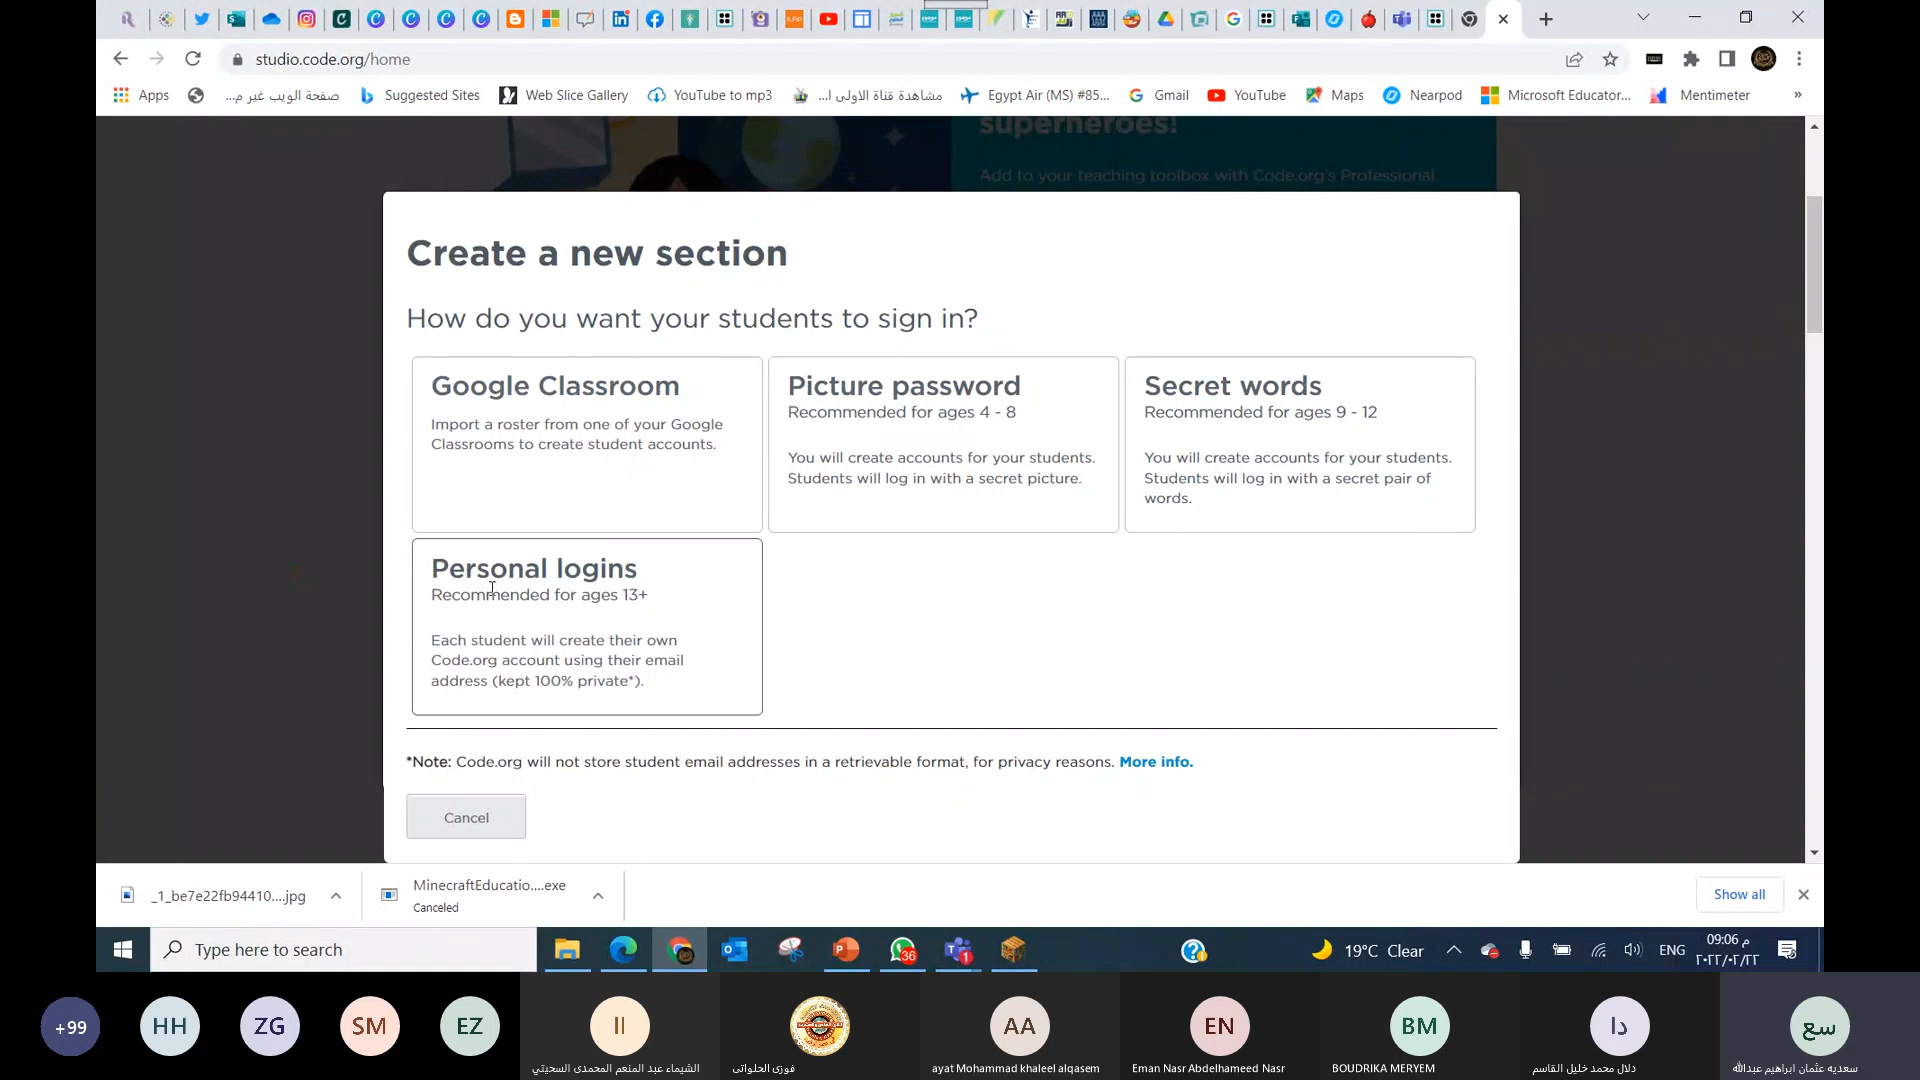 studio.code.org/home
Apps
صفحة الويب غير م...
Suggested Sites
Web Slice Gallery
YouTube to mp3
مشاهدة قناة الاولى ا...
Egypt Air (MS) #85...
Gmail
YouTube
Maps
Nearpod
Microsoft Educator...
Mentimeter
»
superheroes!
Add to your teaching toolbox with Code.org's Professional
Create a new section
How do you want your students to sign in?
Google Classroom
Import a roster from one of your Google
Classrooms to create student accounts.
Picture password
Recommended for ages 4 - 8
You will create accounts for your students.
Students will log in with a secret picture.
Secret words
Recommended for ages 9 - 12
You will create accounts for your students.
Students will log in with a secret pair of
words.
Personal logins
Recommended for ages 13+
Each student will create their own
Code.org account using their email
address (kept 100% private*).
*Note: Code.org will not store student email addresses in a retrievable format, for privacy reasons. More info.
Cancel
_1_be7e22fb94410....jpg
MinecraftEducatio....exe
Canceled
Show all
Type here to search
36
1
19°C Clear
ENG
09:06 م
٢٠٢٢/٠٢/٢٢
+99
HH
ZG
SM
EZ
اا
AA
EN
BM
دا
سع
الشيماء عبد المنعم المحمدى السحيتي
فوزى الحلوانى
ayat Mohammad khaleel alqasem
Eman Nasr Abdelhameed Nasr
BOUDRIKA MERYEM
دلال محمد خليل القاسم
سعديه عثمان ابراهيم عبدالله